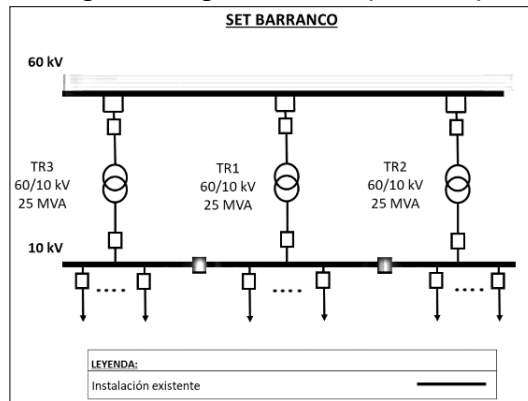 SET BARRANCO
60 kV
TR3
60/10 kV
25 MVA
TR1
60/10 kV
25 MVA
TR2
60/10 kV
25 MVA
10 kV
LEYENDA:
Instalación existente